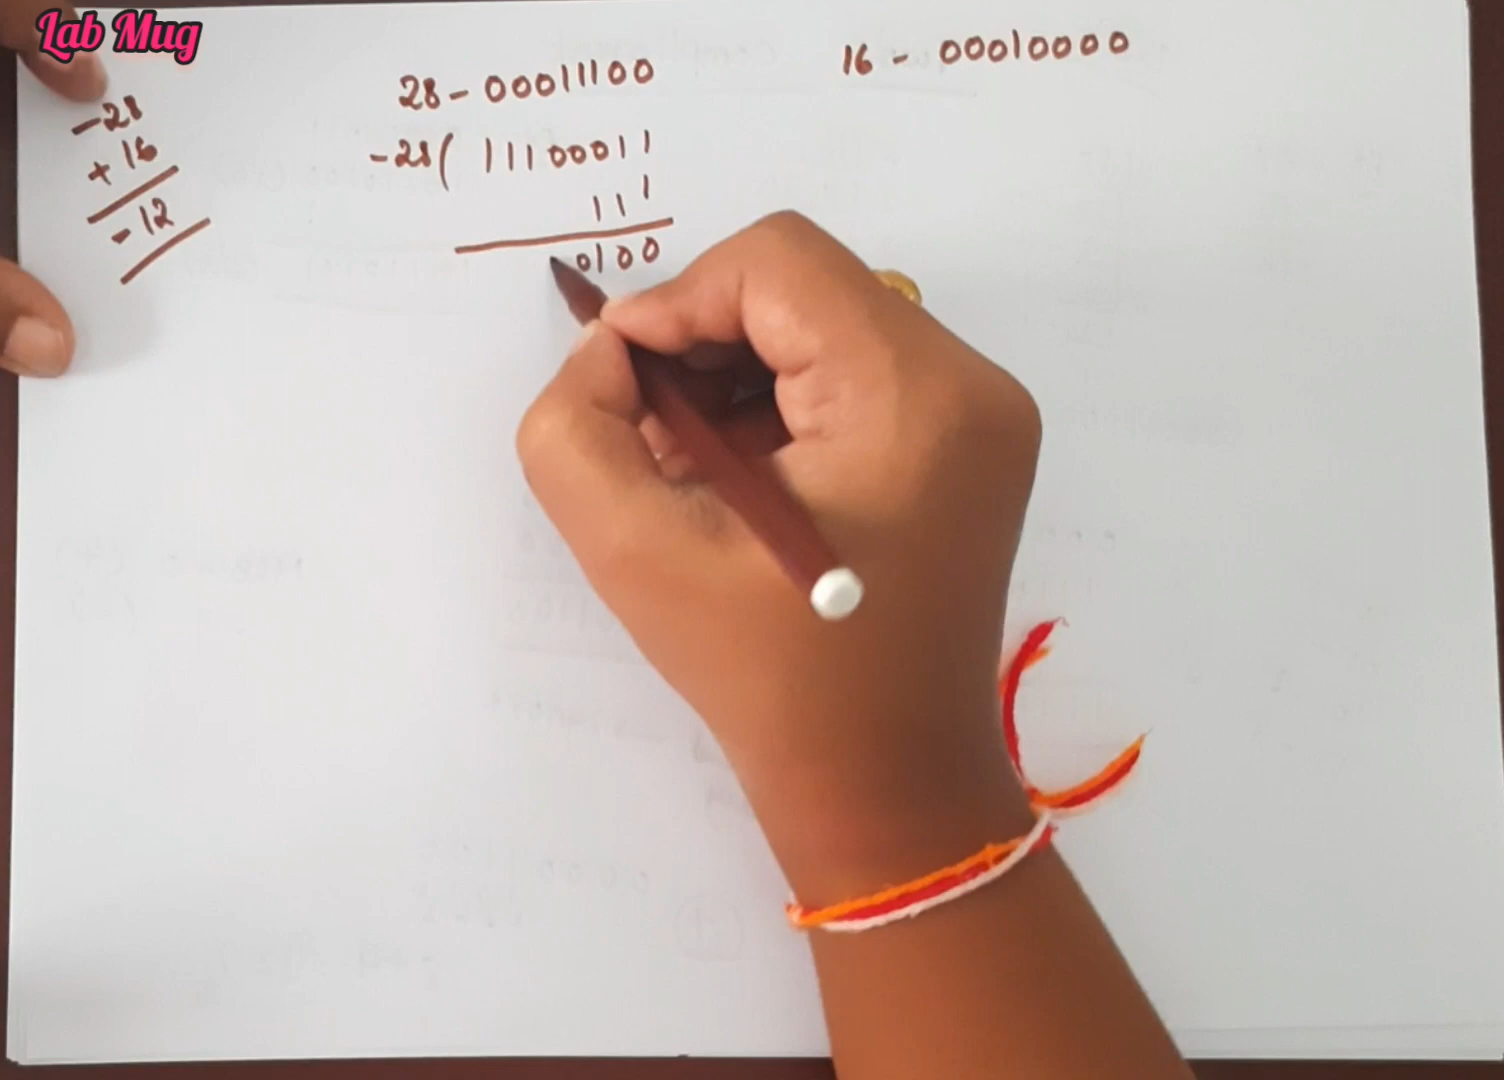 Lab Mug
-28
+ 16
-12
28 - 00011100
-28( 11100011
111
0100
16 - 00010000